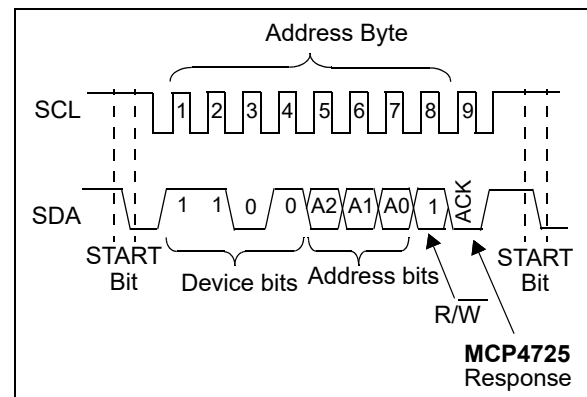 Address Byte
SCL 1 2 3 4 5 6 7 8 9
SDA 1 1 0 0 A2 A1 A0 1 ACK
START Bit
Device bits
Address bits
START Bit
R/W̅
MCP4725
Response